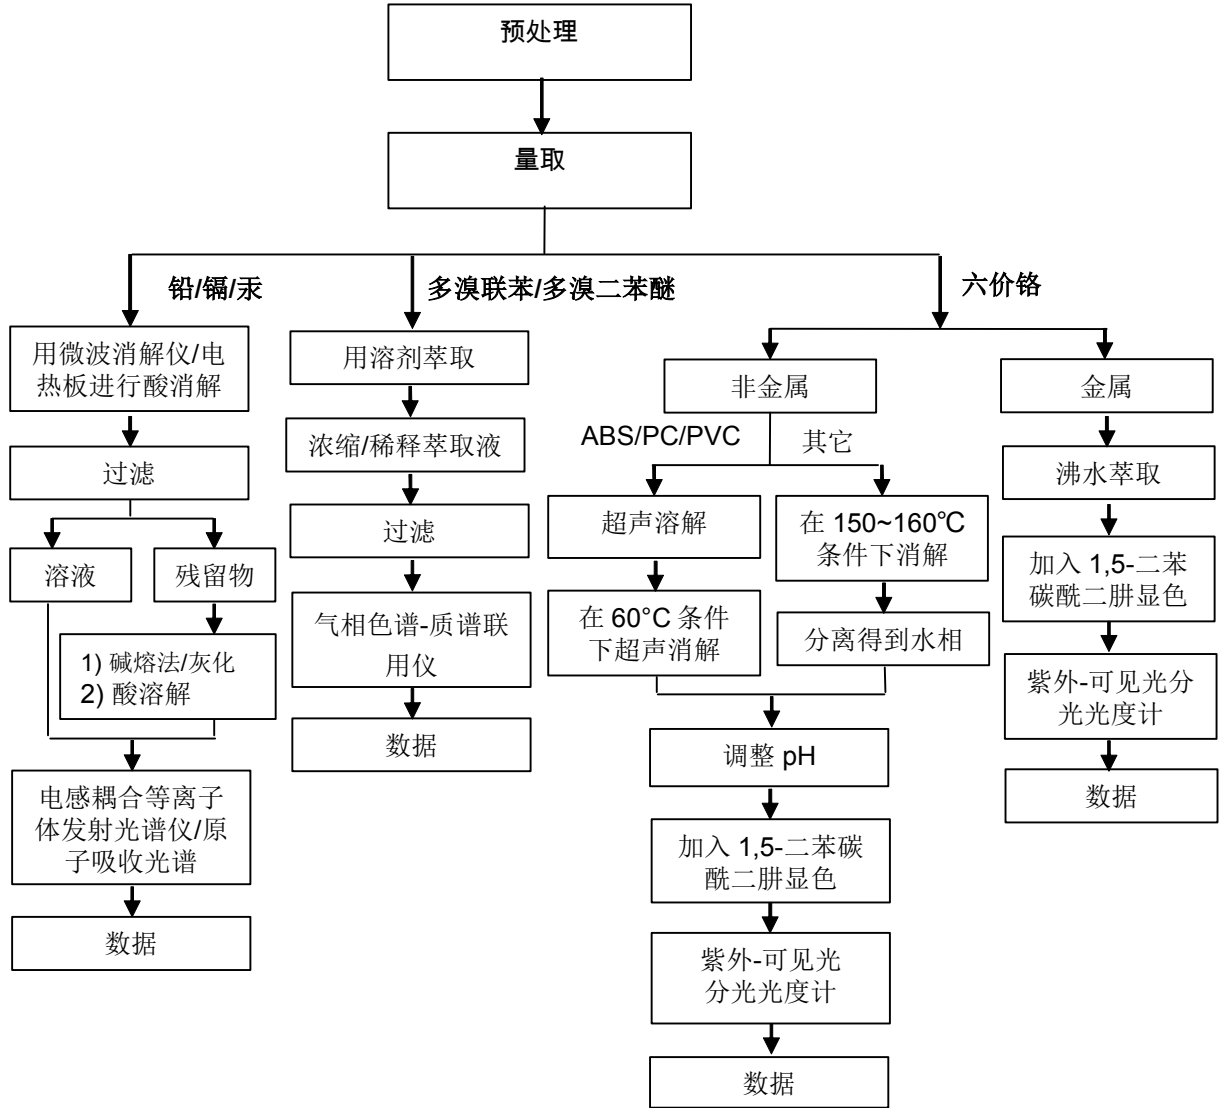 预处理
量取
铅/镉/汞
多溴联苯/多溴二苯醚
六价铬
用微波消解仪/电
热板进行酸消解
过滤
溶液
残留物
1) 碱熔法/灰化
2) 酸溶解
电感耦合等离子
体发射光谱仪/原
子吸收光谱
数据
用溶剂萃取
浓缩/稀释萃取液
过滤
气相色谱-质谱联
用仪
数据
非金属
ABS/PC/PVC
其它
超声溶解
在 60°C 条件
下超声消解
在 150~160℃
条件下消解
分离得到水相
调整 pH
加入 1,5-二苯碳
酰二肼显色
紫外-可见光
分光光度计
数据
金属
沸水萃取
加入 1,5-二苯
碳酰二肼显色
紫外-可见光分
光光度计
数据